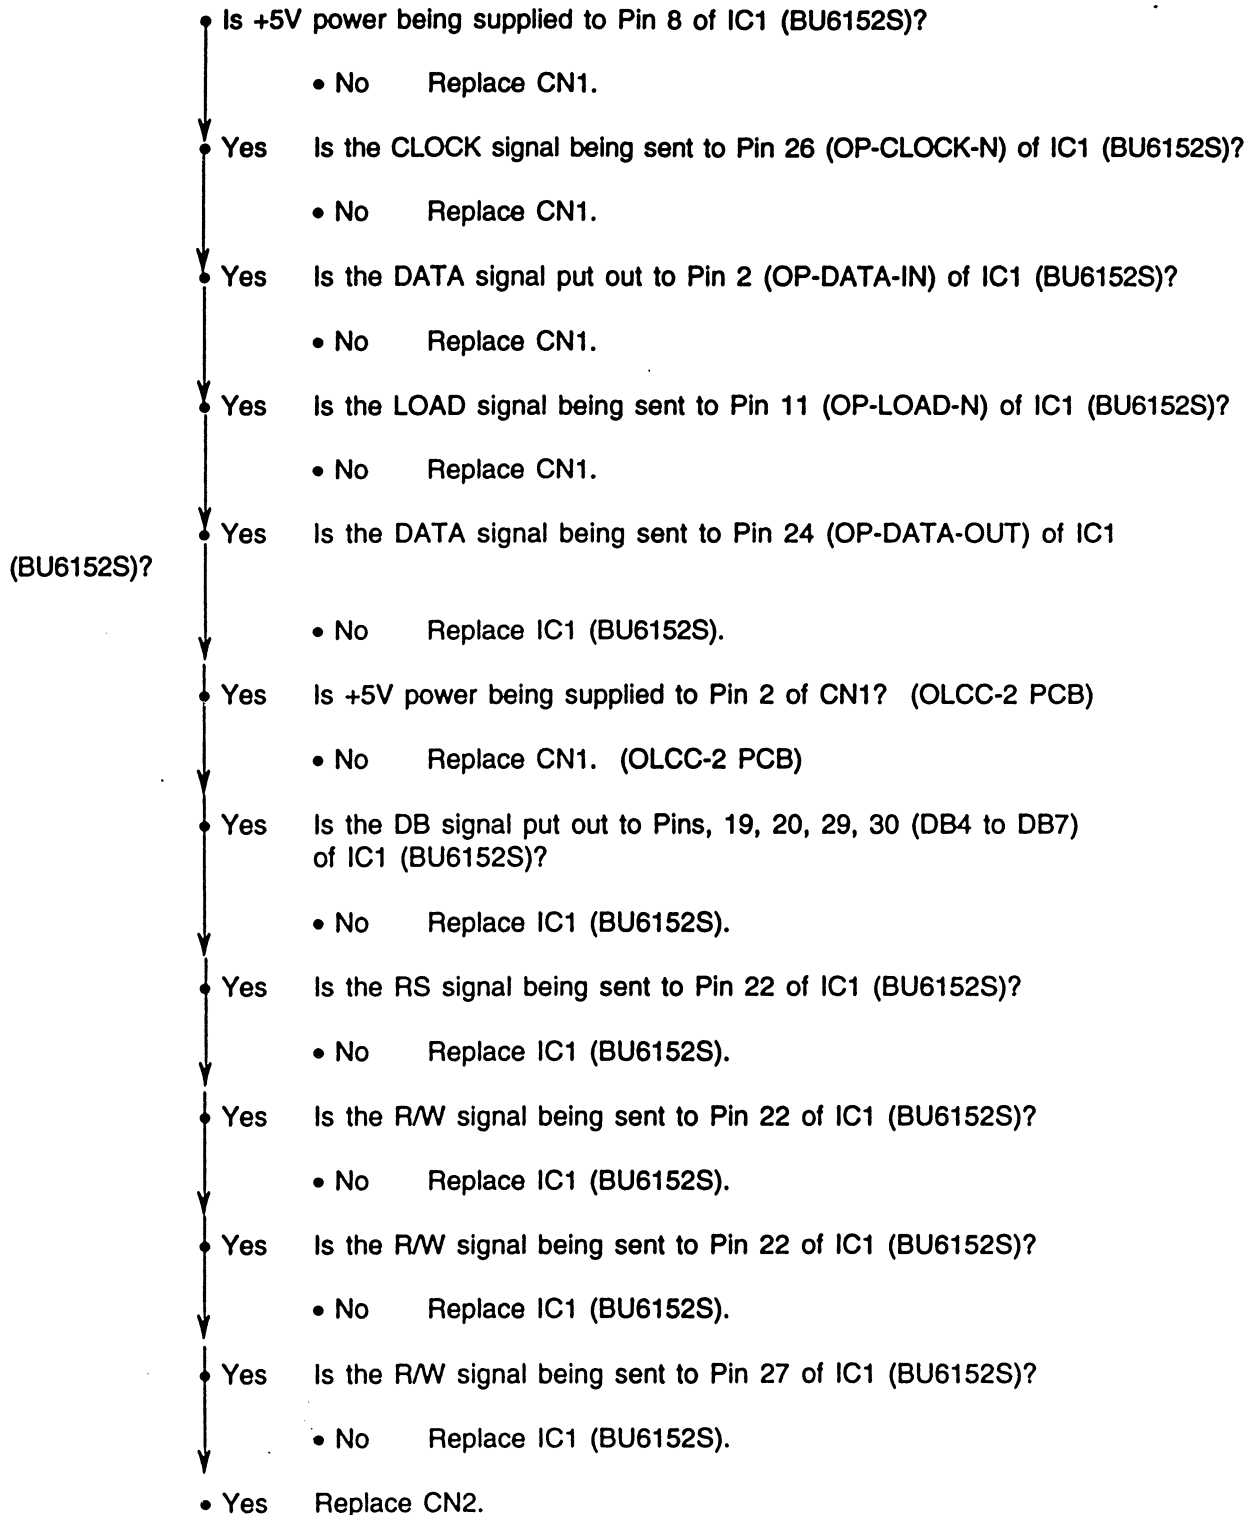 • Is +5V power being supplied to Pin 8 of IC1 (BU6152S)?
• No Replace CN1.
• Yes Is the CLOCK signal being sent to Pin 26 (OP-CLOCK-N) of IC1 (BU6152S)?
• No Replace CN1.
• Yes Is the DATA signal put out to Pin 2 (OP-DATA-IN) of IC1 (BU6152S)?
• No Replace CN1.
• Yes Is the LOAD signal being sent to Pin 11 (OP-LOAD-N) of IC1 (BU6152S)?
• No Replace CN1.
• Yes Is the DATA signal being sent to Pin 24 (OP-DATA-OUT) of IC1
(BU6152S)?
• No Replace IC1 (BU6152S).
• Yes Is +5V power being supplied to Pin 2 of CN1? (OLCC-2 PCB)
• No Replace CN1. (OLCC-2 PCB)
• Yes Is the DB signal put out to Pins, 19, 20, 29, 30 (DB4 to DB7)
of IC1 (BU6152S)?
• No Replace IC1 (BU6152S).
• Yes Is the RS signal being sent to Pin 22 of IC1 (BU6152S)?
• No Replace IC1 (BU6152S).
• Yes Is the R/W signal being sent to Pin 22 of IC1 (BU6152S)?
• No Replace IC1 (BU6152S).
• Yes Is the R/W signal being sent to Pin 22 of IC1 (BU6152S)?
• No Replace IC1 (BU6152S).
• Yes Is the R/W signal being sent to Pin 27 of IC1 (BU6152S)?
• No Replace IC1 (BU6152S).
• Yes Replace CN2.